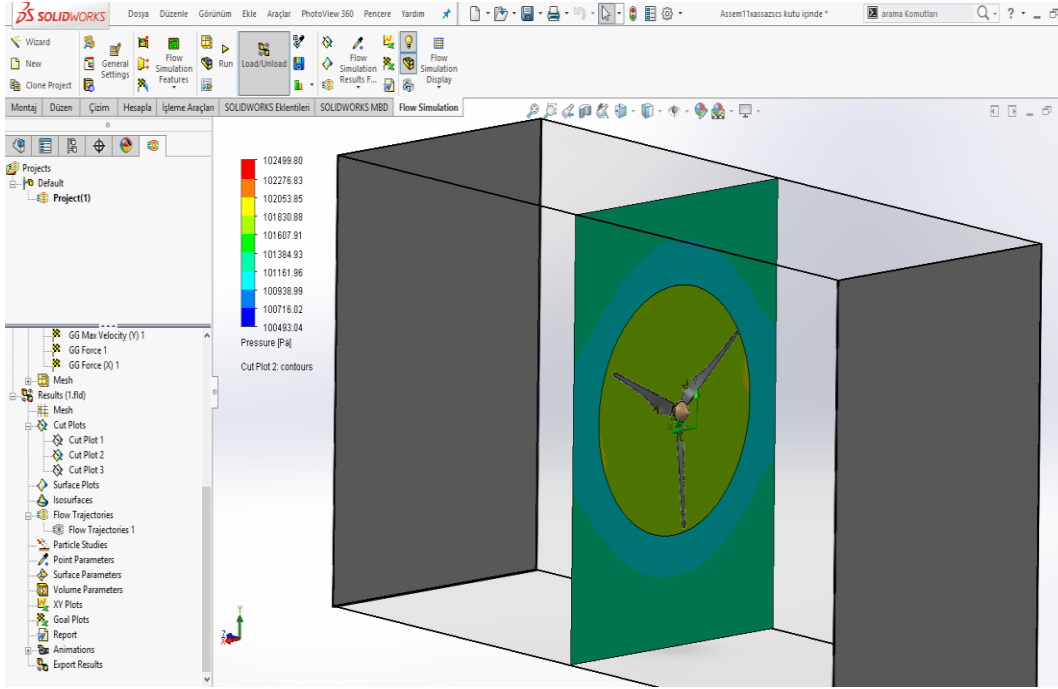 SOLIDWORKS Dosya Düzenle Görünüm Ekle Araçlar PhotoView 360 Pencere Yardım Assem11xassazscs kutu içinde * arama Komutları
Wizard
New
Clone Project
General Settings
Flow Simulation Features
Run
Load/Unload
Flow Simulation Results F...
Flow Simulation Display
Montaj Düzen Çizim Hesapla İşleme Araçları SOLIDWORKS Eklentileri SOLIDWORKS MBD Flow Simulation
Projects
Default
Project(1)
GG Max Velocity (Y) 1
GG Force 1
GG Force (X) 1
Mesh
Results (1.fld)
Mesh
Cut Plots
Cut Plot 1
Cut Plot 2
Cut Plot 3
Surface Plots
Isosurfaces
Flow Trajectories
Flow Trajectories 1
Particle Studies
Point Parameters
Surface Parameters
Volume Parameters
XY Plots
Goal Plots
Report
Animations
Export Results
102499.80
102276.83
102053.85
101830.88
101607.91
101384.93
101161.96
100938.99
100716.02
100493.04
Pressure [Pa]
Cut Plot 2: contours
Y
Z
X